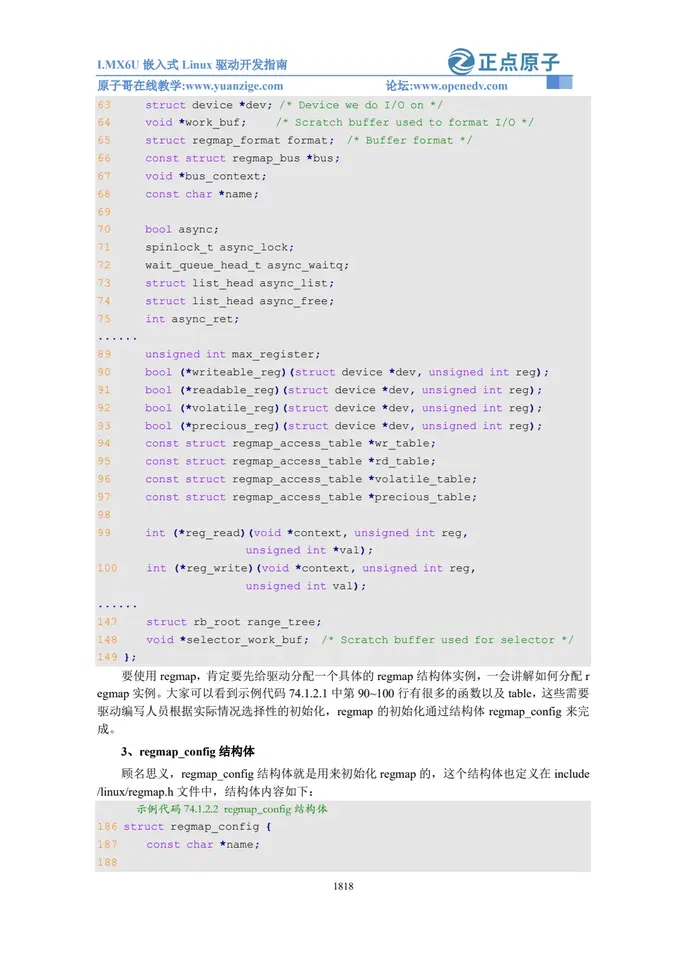 I.MX6U 嵌入式 Linux 驱动开发指南
正点原子
原子哥在线教学:www.yuanzige.com 论坛:www.openedv.com
63 struct device *dev; /* Device we do I/O on */
64 void *work_buf; /* Scratch buffer used to format I/O */
65 struct regmap_format format; /* Buffer format */
66 const struct regmap_bus *bus;
67 void *bus_context;
68 const char *name;
69
70 bool async;
71 spinlock_t async_lock;
72 wait_queue_head_t async_waitq;
73 struct list_head async_list;
74 struct list_head async_free;
75 int async_ret;
......
89 unsigned int max_register;
90 bool (*writeable_reg)(struct device *dev, unsigned int reg);
91 bool (*readable_reg)(struct device *dev, unsigned int reg);
92 bool (*volatile_reg)(struct device *dev, unsigned int reg);
93 bool (*precious_reg)(struct device *dev, unsigned int reg);
94 const struct regmap_access_table *wr_table;
95 const struct regmap_access_table *rd_table;
96 const struct regmap_access_table *volatile_table;
97 const struct regmap_access_table *precious_table;
98
99 int (*reg_read)(void *context, unsigned int reg,
unsigned int *val);
100 int (*reg_write)(void *context, unsigned int reg,
unsigned int val);
......
147 struct rb_root range_tree;
148 void *selector_work_buf; /* Scratch buffer used for selector */
149 };
要使用 regmap，肯定要先给驱动分配一个具体的 regmap 结构体实例，一会讲解如何分配 r
egmap 实例。大家可以看到示例代码 74.1.2.1 中第 90~100 行有很多的函数以及 table，这些需要
驱动编写人员根据实际情况选择性的初始化，regmap 的初始化通过结构体 regmap_config 来完
成。
3、regmap_config 结构体
顾名思义，regmap_config 结构体就是用来初始化 regmap 的，这个结构体也定义在 include
/linux/regmap.h 文件中，结构体内容如下：
示例代码 74.1.2.2 regmap_config 结构体
186 struct regmap_config {
187 const char *name;
188
1818